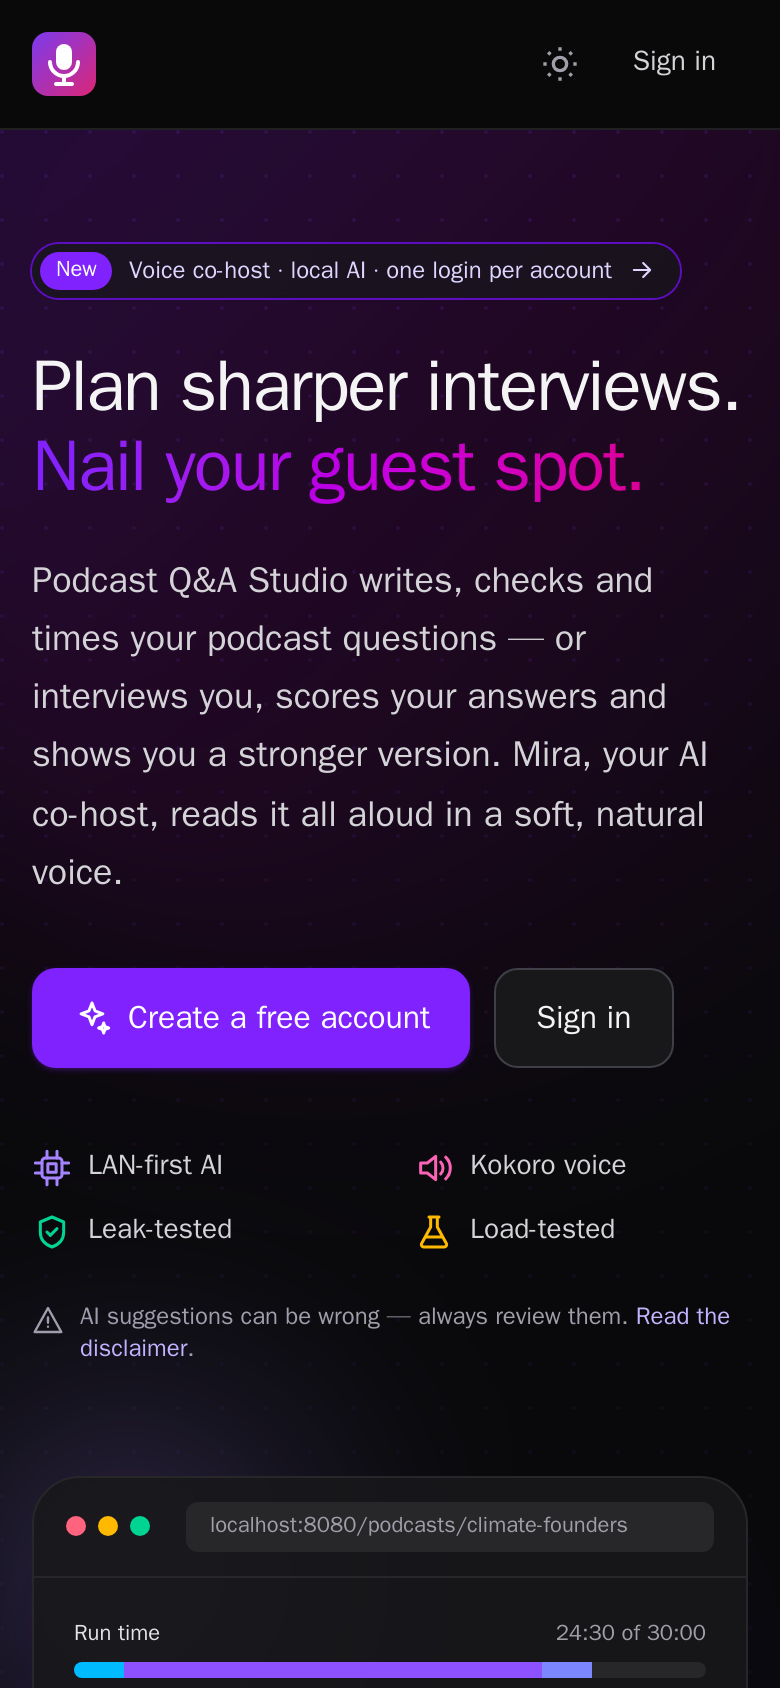 Sign in
New Voice co-host · local AI · one login per account →
Plan sharper interviews.
Nail your guest spot.
Podcast Q&A Studio writes, checks and
times your podcast questions — or
interviews you, scores your answers and
shows you a stronger version. Mira, your AI
co-host, reads it all aloud in a soft, natural
voice.
Create a free account
Sign in
LAN-first AI
Kokoro voice
Leak-tested
Load-tested
AI suggestions can be wrong — always review them. Read the
disclaimer.
localhost:8080/podcasts/climate-founders
Run time
24:30 of 30:00